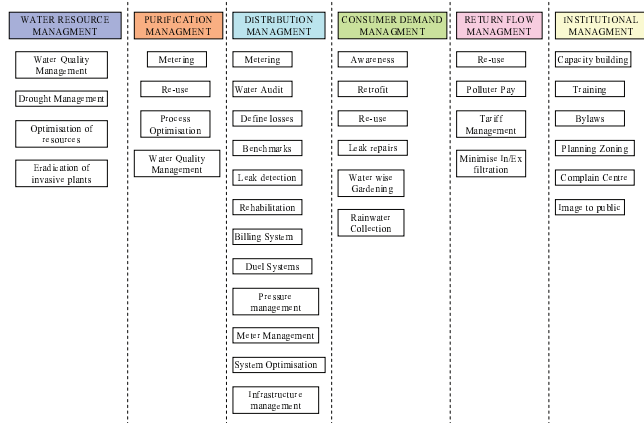 WATER RESOURCE
MANAGMENT
Water Quality
Management
Drought Management
Optimisation of
resources
Eradication of
invasive plants
PURIFICATION
MANAGMENT
Metering
Re-use
Process
Optimisation
Water Quality
Management
DISTRIBUTION
MANAGMENT
Metering
Water Audit
Define losses
Benchmarks
Leak detection
Rehabilitation
Billing System
Duel Systems
Pressure
management
Meter Management
System Optimisation
Infrastructure
management
CONSUMER DEMAND
MANAGMENT
Awareness
Retrofit
Re-use
Leak repairs
Water wise
Gardening
Rainwater
Collection
RETURN FLOW
MANAGMENT
Re-use
Polluter Pay
Tariff
Management
Minimise In/Ex
filtration
INSTITUTIONAL
MANAGMENT
Capacity building
Training
Bylaws
Planning Zoning
Complain Centre
Image to public